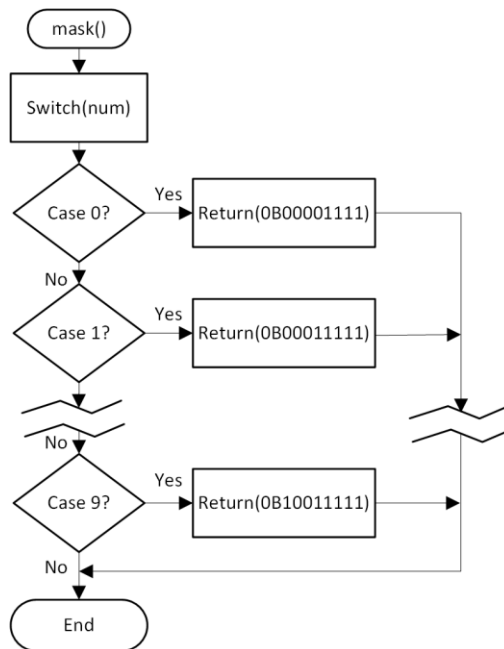 mask()
Switch(num)
Case 0?
Yes
Return(0B00001111)
No
Case 1?
Yes
Return(0B00011111)
No
Case 9?
Yes
Return(0B10011111)
No
End